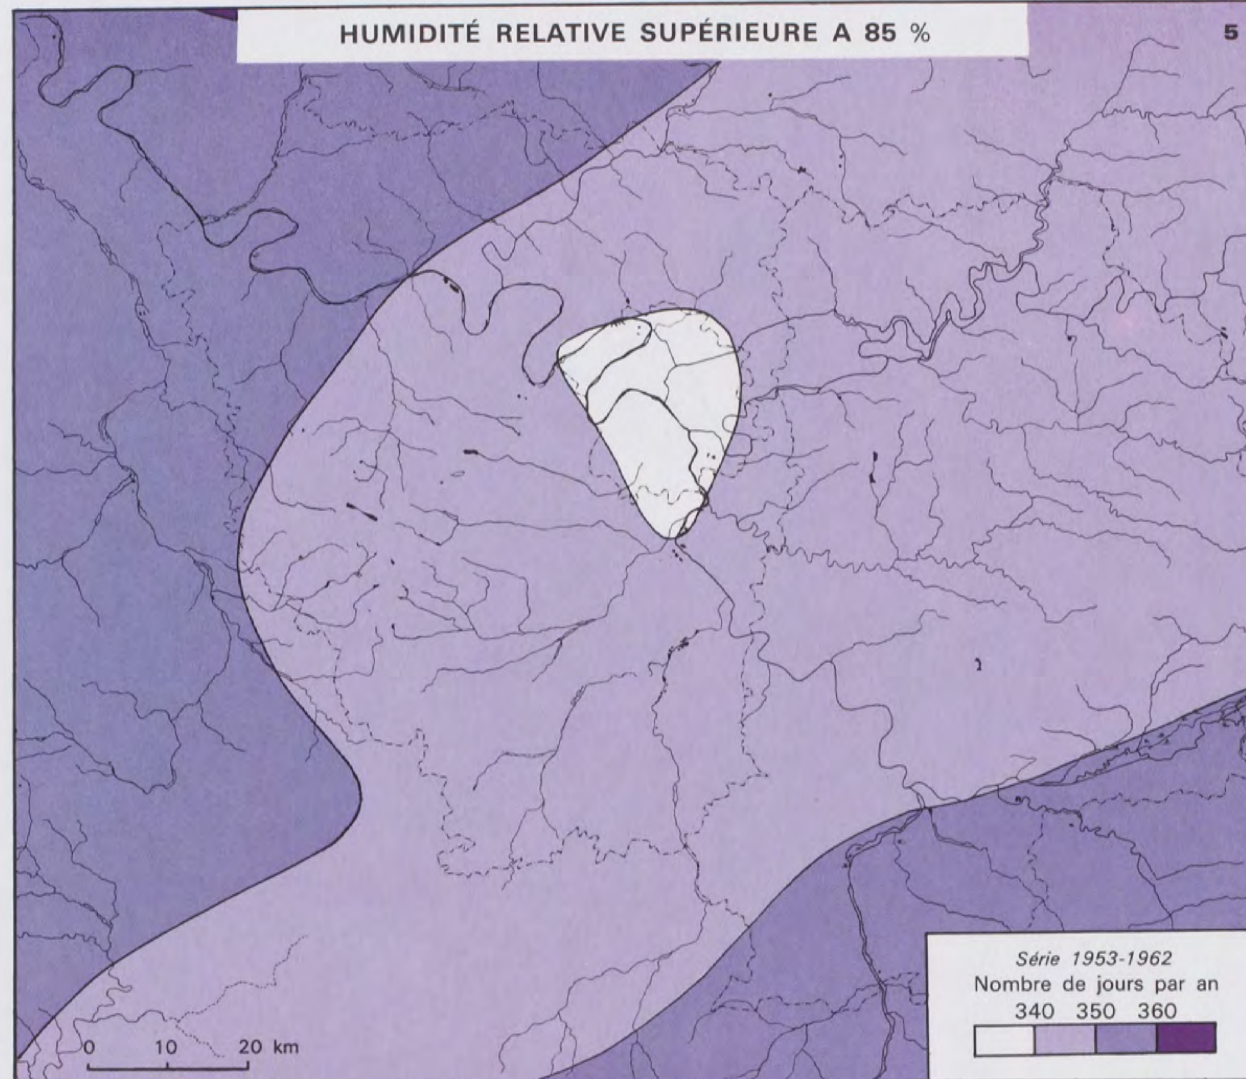 HUMIDITÉ RELATIVE SUPÉRIEURE A 85 %
5
Série 1953-1962
Nombre de jours par an
340 350 360
0 10 20 km